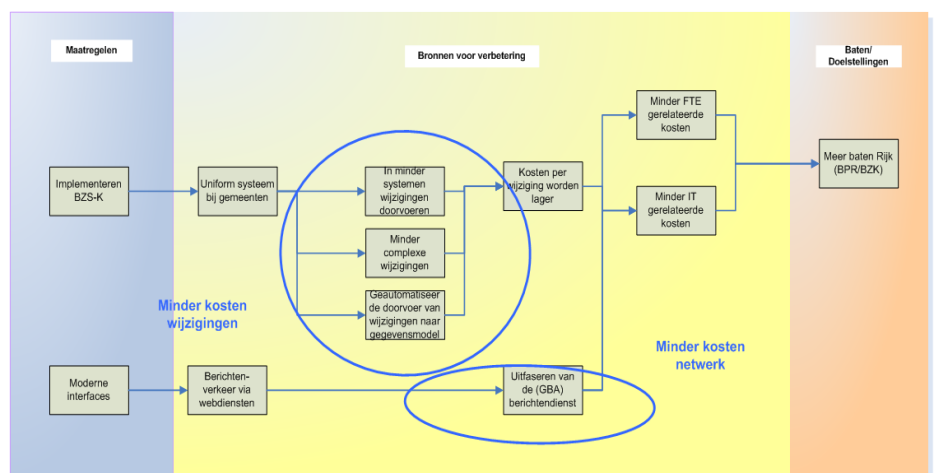 Maatregelen
Bronnen voor verbetering
Baten/
Doelstellingen
Implementeren
BZS-K
Uniform systeem
bij gemeenten
In minder
systemen
wijzigingen
doorvoeren
Minder
complexe
wijzigingen
Geautomatiseer
de doorvoer van
wijzigingen naar
gegevensmodel
Kosten per
wijziging worden
lager
Minder FTE
gerelateerde
kosten
Minder IT
gerelateerde
kosten
Meer baten Rijk
(BPR/BZK)
Minder kosten
wijzigingen
Minder kosten
netwerk
Moderne
interfaces
Berichten-
verkeer via
webdiensten
Uitfaseren van
de (GBA)
berichtendienst